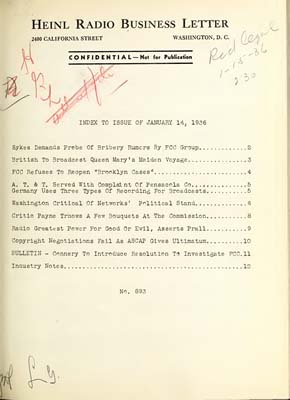 HEINL RADIO BUSINESS LETTER
2400 CALIFORNIA STREET WASHINGTON, D. C.
CONFIDENTIAL—Not for Publication
1-15-36
2 30
INDEX TO ISSUE OF JANUARY 14, 1936
Sykes Demands Probe Of Bribery Rumors By FCC Group............2
British To Broadcast Queen Mary's Maiden Voyage...............3
FCC Refuses To Reopen "Brooklyn Cases"........................4
A. T. & T. Served With Complaint Of Pensacola Co..............5
Germany Uses Three Types Of Recording For Broadcasts..........5
Washington Critical Of Networks' Political Stand..............4
Critic Payne Trhows A Few Bouquets At The Commission..........8
Radio Greatest Power For Good Or Evil, Asserts Prall..........9
Copyright Negotiations Fail As ASCAP Gives Ultimatum..........10
BULLETIN - Connery To Introduce Resolution To Investigate FCC.11
Industry Notes................................................10
No. 893